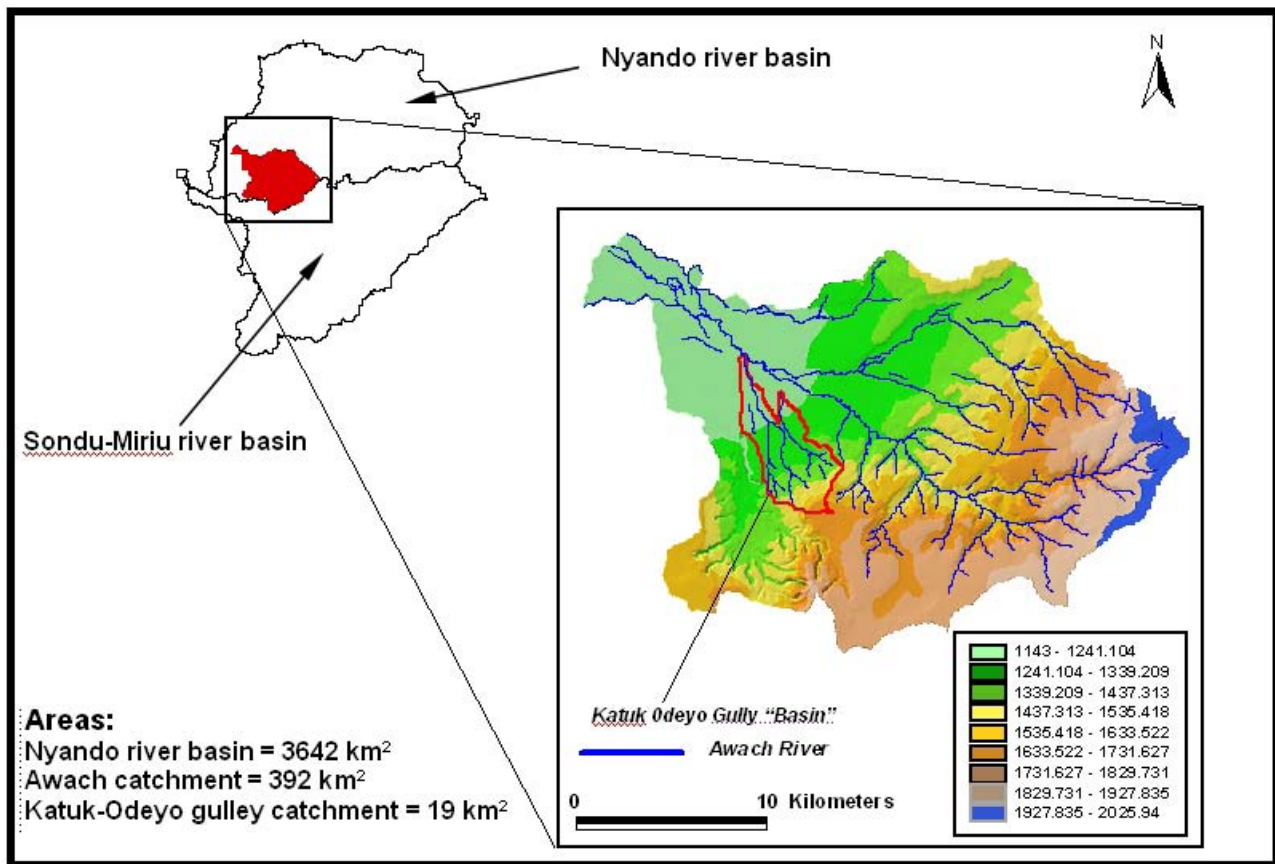 Nyando river basin
N
Sondu-Miriu river basin
Areas:
Nyando river basin = 3642 km²
Awach catchment = 392 km²
Katuk-Odeyo gulley catchment = 19 km²
Katuk Odeyo Gully “Basin”
Awach River
0 10 Kilometers
1143 - 1241.104
1241.104 - 1339.209
1339.209 - 1437.313
1437.313 - 1535.418
1535.418 - 1633.522
1633.522 - 1731.627
1731.627 - 1829.731
1829.731 - 1927.835
1927.835 - 2025.94